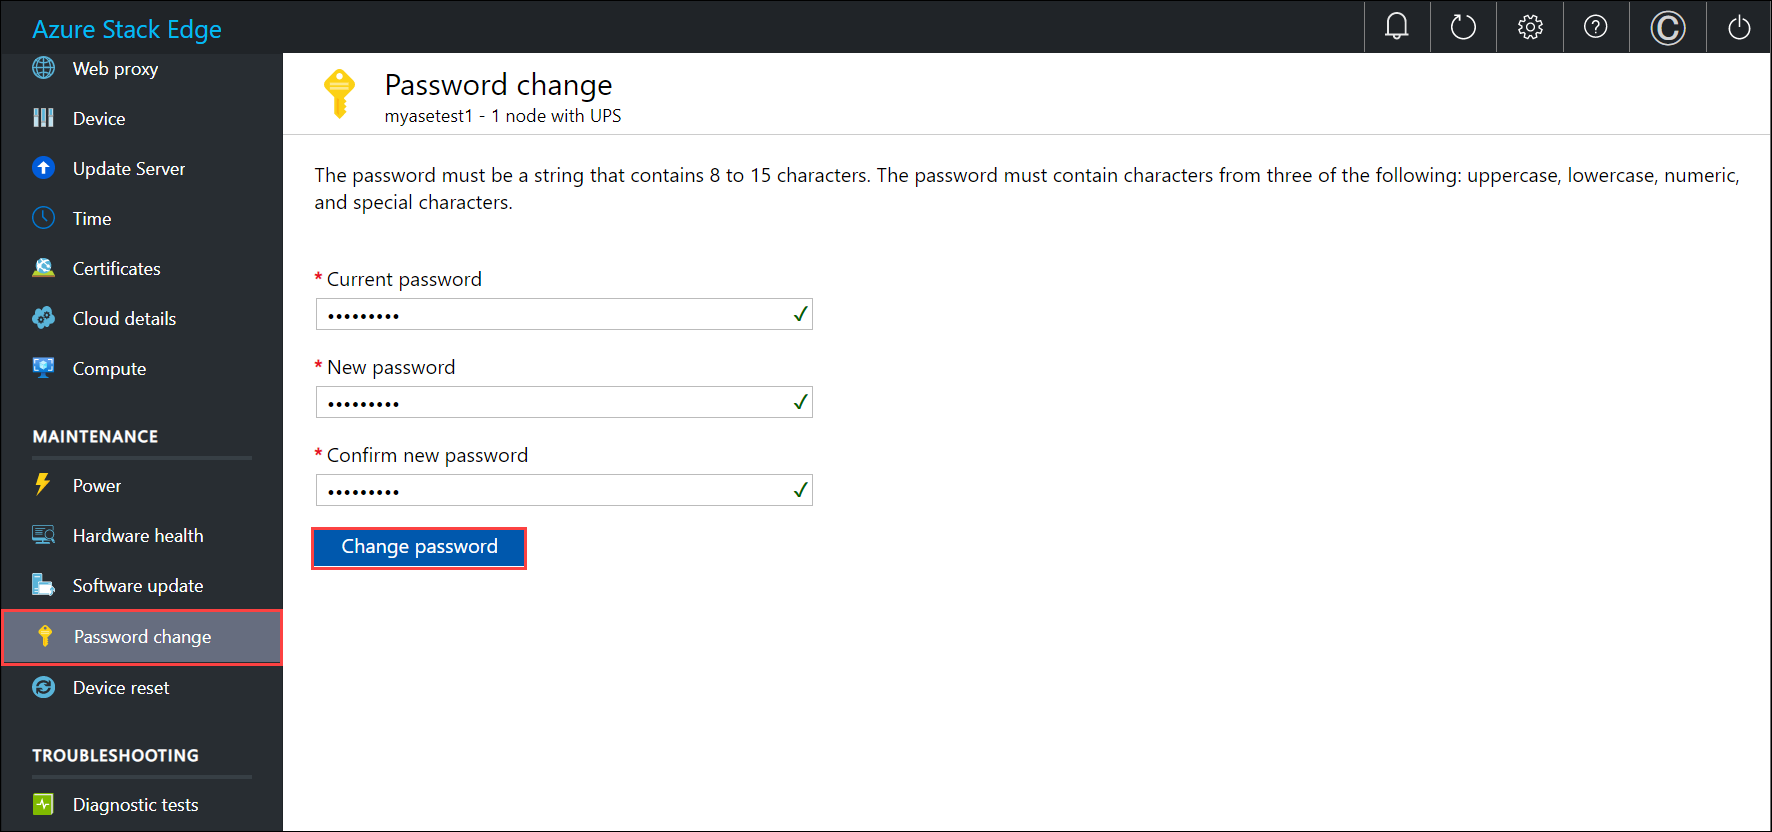 Azure Stack Edge
Web proxy
Device
Update Server
Time
Certificates
Cloud details
Compute
MAINTENANCE
Power
Hardware health
Software update
Password change
Device reset
TROUBLESHOOTING
Diagnostic tests
Password change
myasetest1 - 1 node with UPS
The password must be a string that contains 8 to 15 characters. The password must contain characters from three of the following: uppercase, lowercase, numeric,
and special characters.
* Current password
•••••••••
* New password
•••••••••
* Confirm new password
•••••••••
Change password